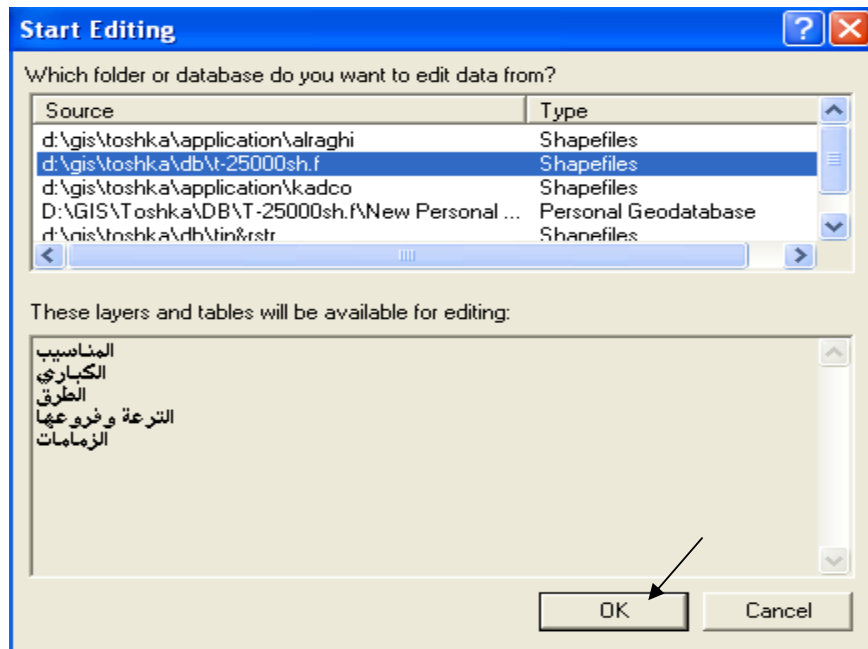 Start Editing
Which folder or database do you want to edit data from?
Source Type
d:\gis\toshka\application\alraghi Shapefiles
d:\gis\toshka\db\t-25000sh.f Shapefiles
d:\gis\toshka\application\kadco Shapefiles
D:\GIS\Toshka\DB\T-25000sh.f\New Personal ... Personal Geodatabase
d:\gis\toshka\db\tin&rstr Shapefiles
These layers and tables will be available for editing:
المناسيب
الكباري
الطرق
الترعة وفروعها
الزمامات
OK Cancel